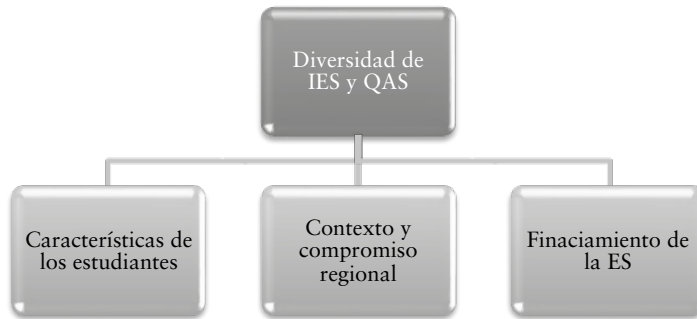 Diversidad de
IES y QAS
Características de
los estudiantes
Contexto y
compromiso
regional
Finaciamiento de
la ES